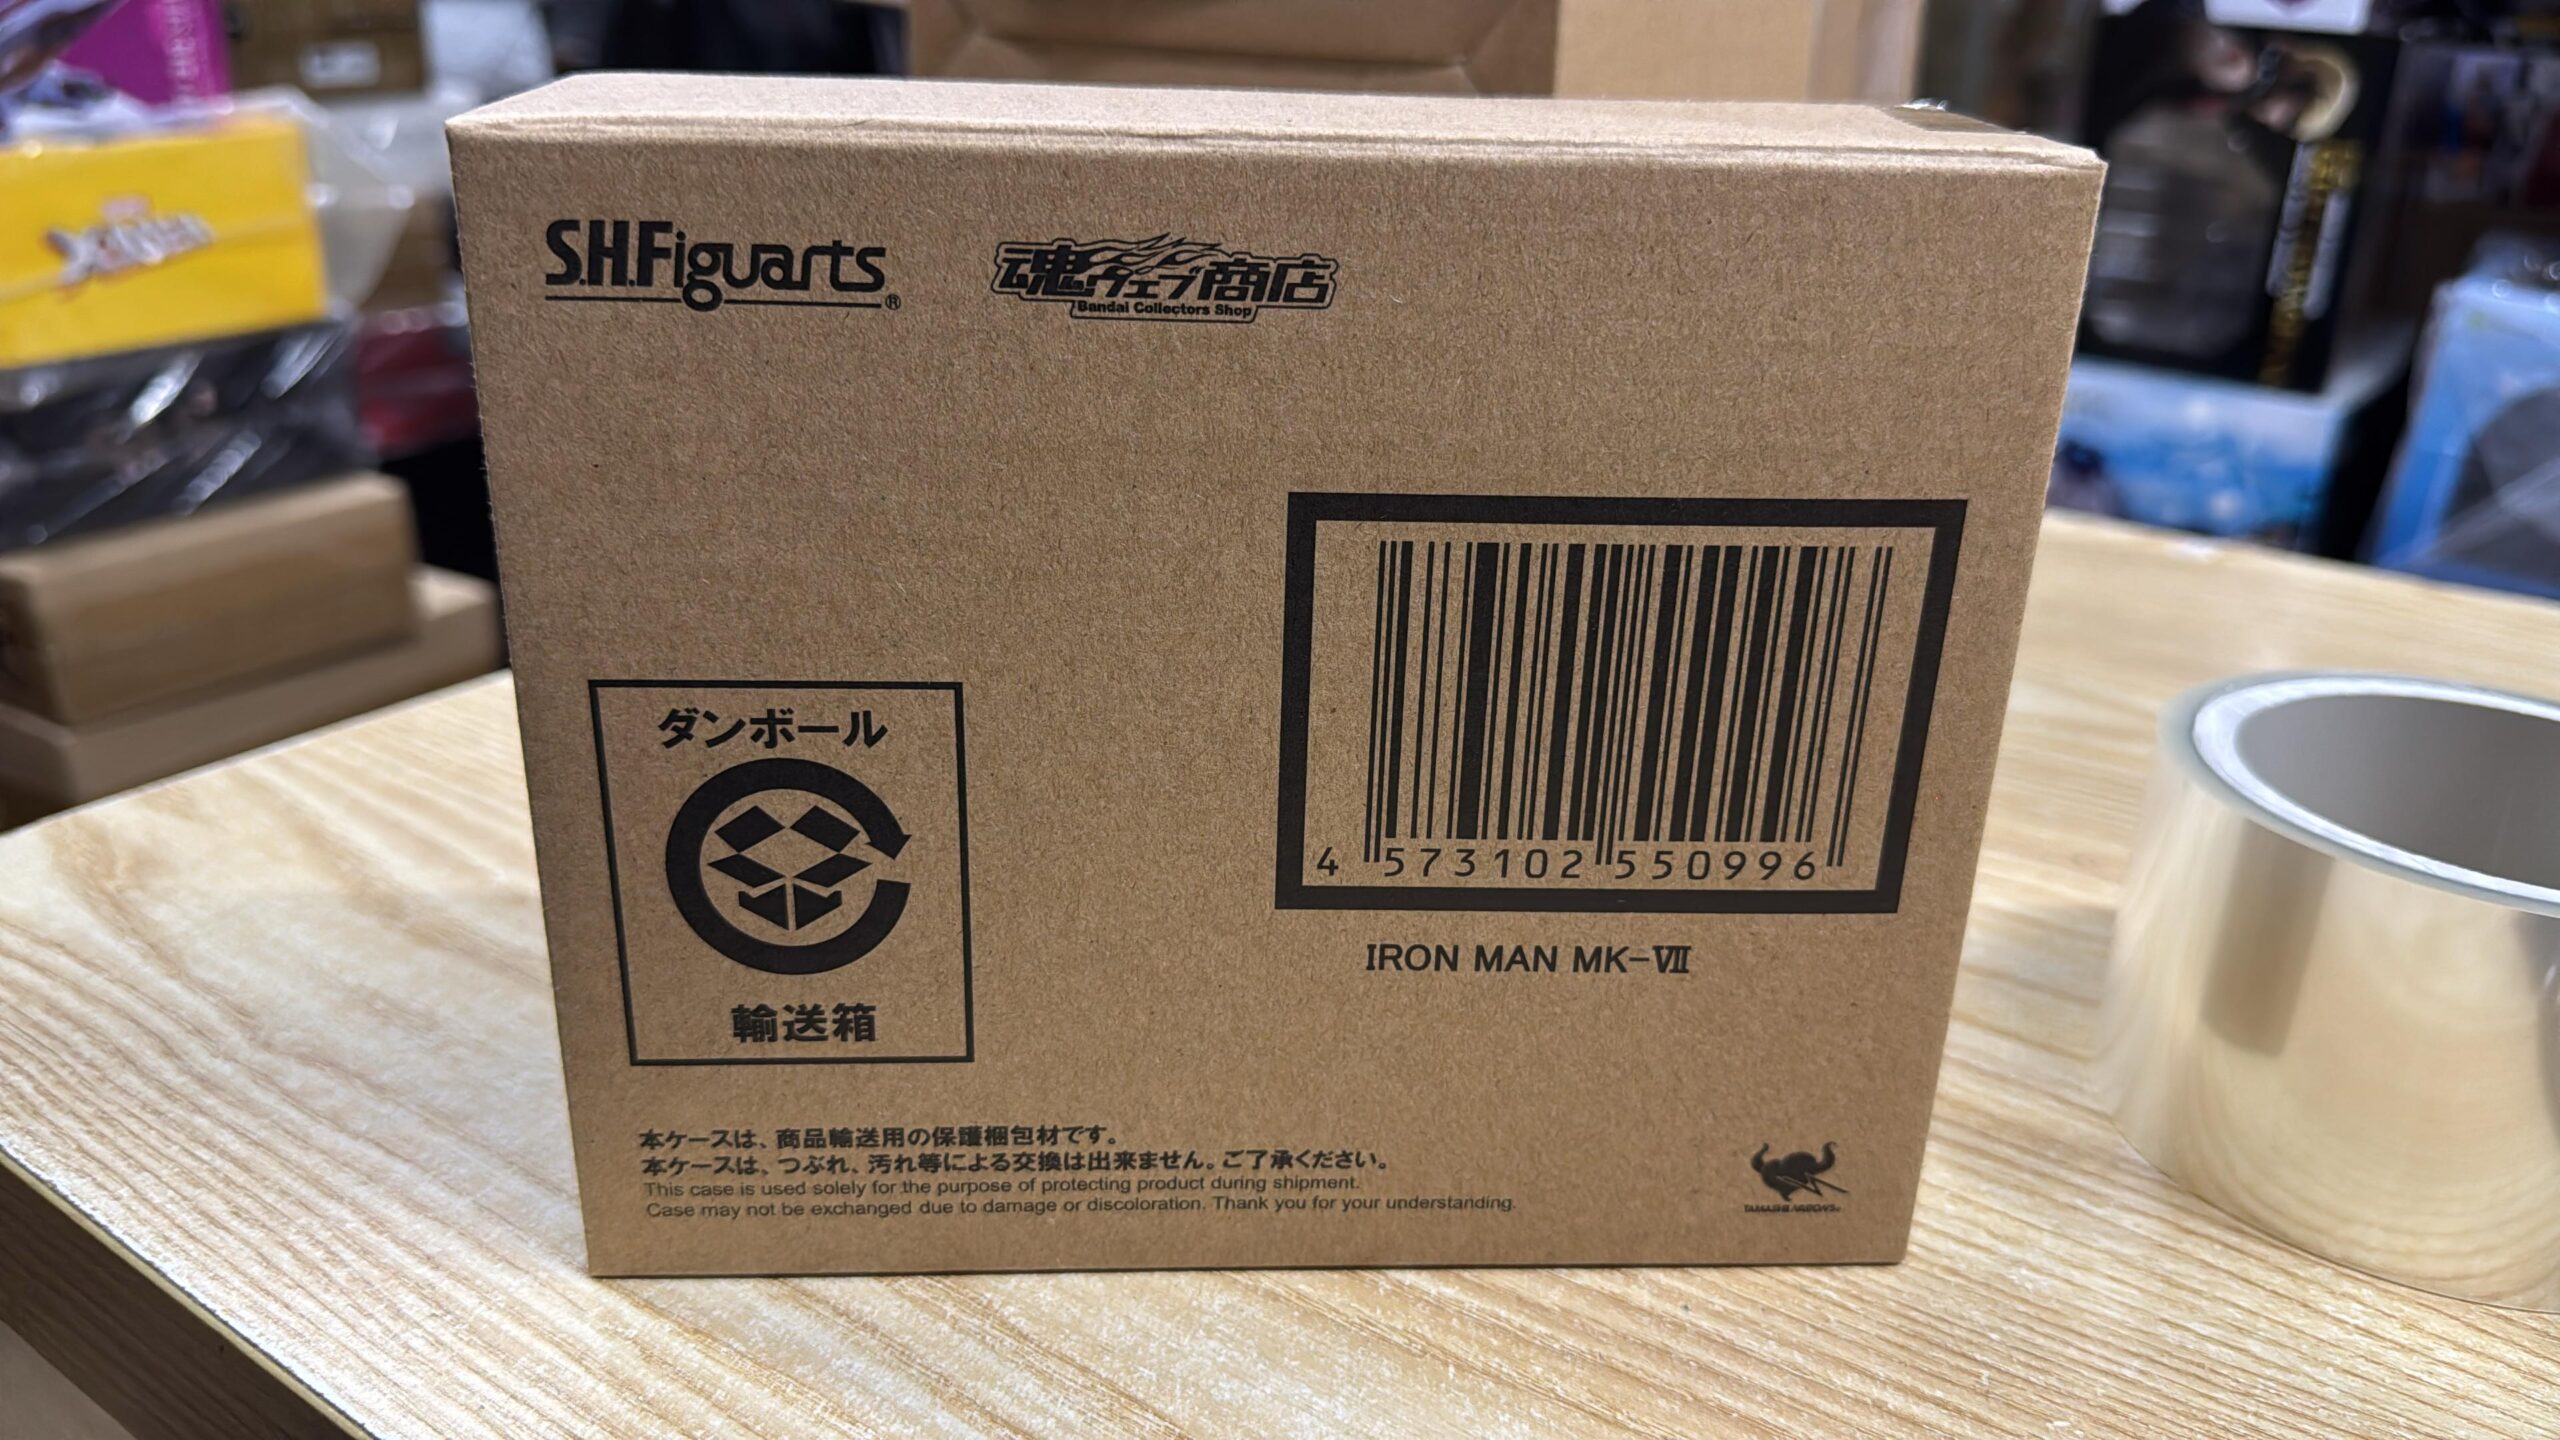 S.H.Figuarts®
魂ウェブ商店
Bandai Collectors Shop
4 573102 550996
IRON MAN MK-Ⅶ
ダンボール
輸送箱
本ケースは、商品輸送用の保護梱包材です。
本ケースは、つぶれ、汚れ等による交換は出来ません。ご了承ください。
This case is used solely for the purpose of protecting product during shipment.
Case may not be exchanged due to damage or discoloration. Thank you for your understanding.
TAMASHII NATIONS